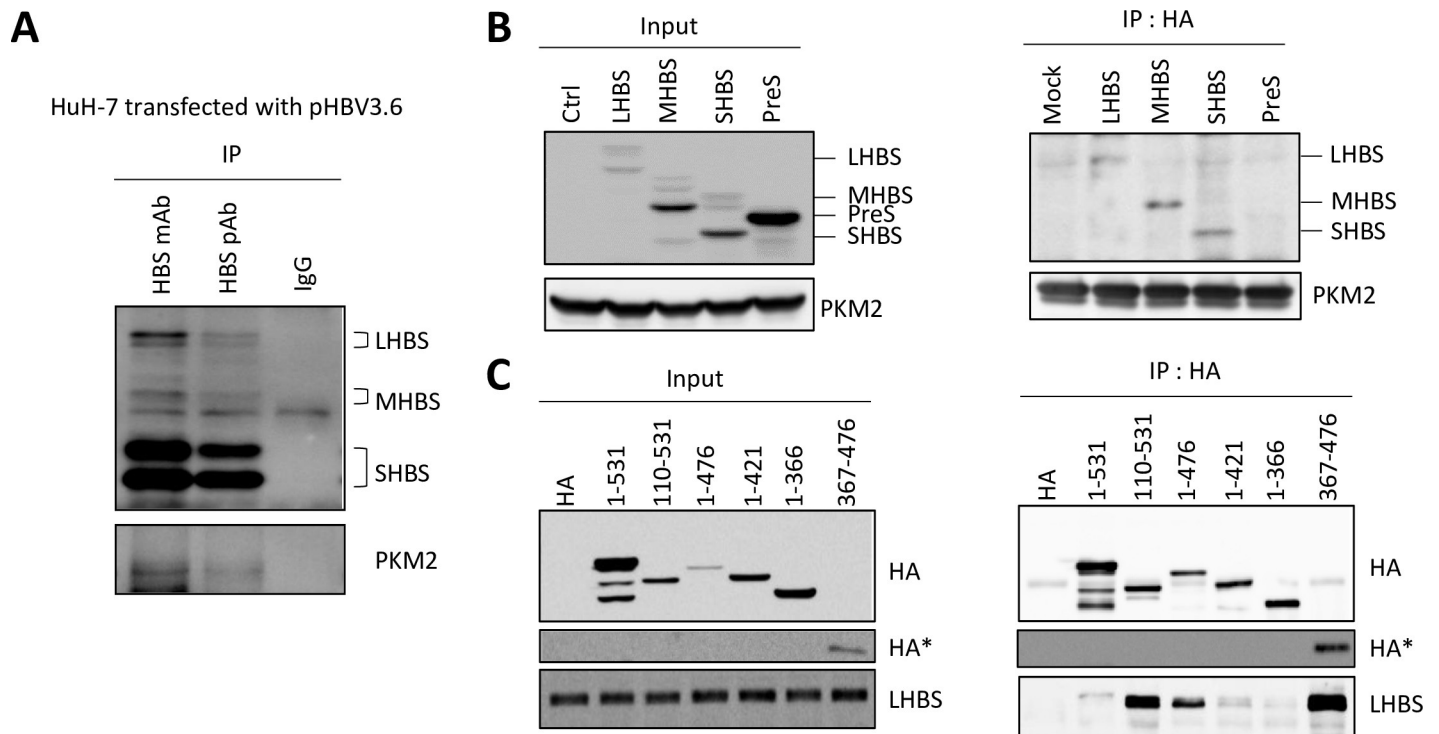 A
HuH-7 transfected with pHBV3.6
IP
HBS mAb
HBS pAb
IgG
LHBS
MHBS
SHBS
PKM2
B
Input
Ctrl
LHBS
MHBS
SHBS
PreS
LHBS
MHBS
PreS
SHBS
PKM2
IP : HA
Mock
LHBS
MHBS
SHBS
PreS
LHBS
MHBS
SHBS
PKM2
C
Input
HA
1-531
110-531
1-476
1-421
1-366
367-476
HA
HA*
LHBS
IP : HA
HA
1-531
110-531
1-476
1-421
1-366
367-476
HA
HA*
LHBS